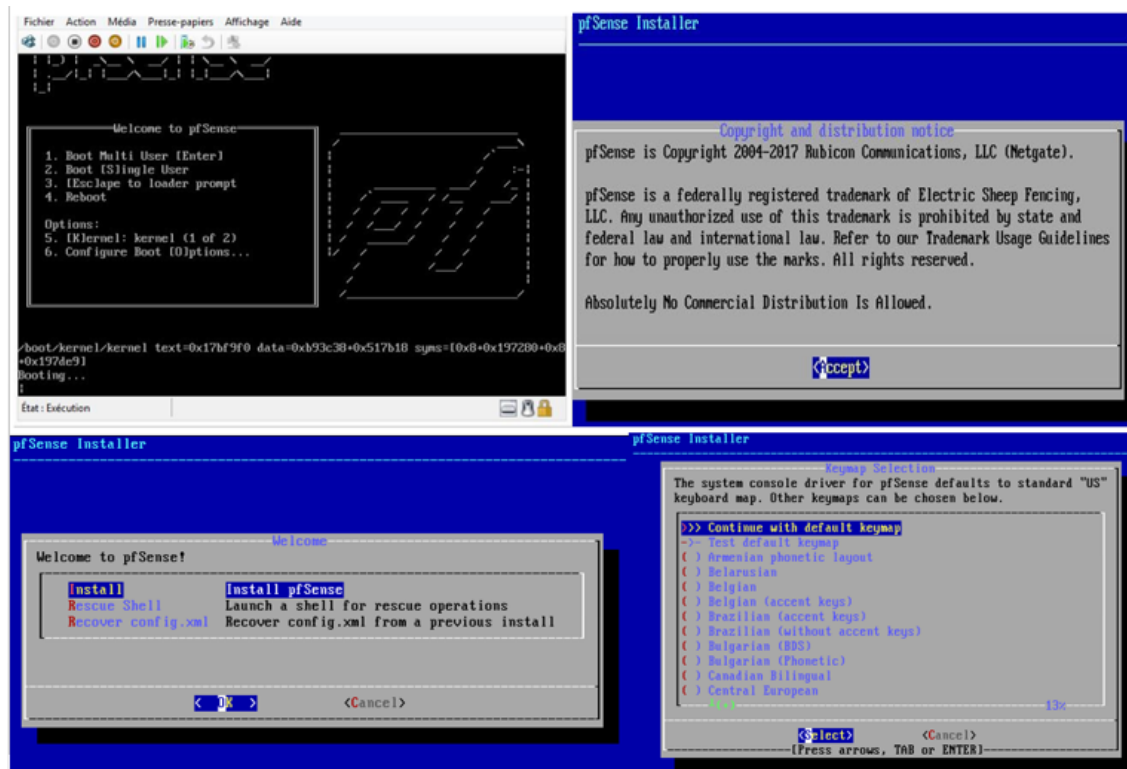 Fichier Action Média Presse-papiers Affichage Aide
Welcome to pfSense
1. Boot Multi User [Enter]
2. Boot [S]ingle User
3. [Esc]ape to loader prompt
4. Reboot
Options:
5. [K]ernel: kernel (1 of 2)
6. Configure Boot [O]ptions...
pf
/boot/kernel/kernel text=0x17bf9f0 data=0xb93c38+0x517b18 syms=[0x8+0x197280+0x8
+0x197de9]
Booting...
État : Exécution
pfSense Installer
Copyright and distribution notice
pfSense is Copyright 2004-2017 Rubicon Communications, LLC (Netgate).
pfSense is a federally registered trademark of Electric Sheep Fencing,
LLC. Any unauthorized use of this trademark is prohibited by state and
federal law and international law. Refer to our Trademark Usage Guidelines
for how to properly use the marks. All rights reserved.
Absolutely No Commercial Distribution Is Allowed.
<Accept>
pfSense Installer
Welcome
Welcome to pfSense!
Install Install pfSense
Rescue Shell Launch a shell for rescue operations
Recover config.xml Recover config.xml from a previous install
< OK > <Cancel>
pfSense Installer
Keymap Selection
The system console driver for pfSense defaults to standard "US"
keyboard map. Other keymaps can be chosen below.
>>> Continue with default keymap
->- Test default keymap
( ) Armenian phonetic layout
( ) Belarusian
( ) Belgian
( ) Belgian (accent keys)
( ) Brazilian (accent keys)
( ) Brazilian (without accent keys)
( ) Bulgarian (BDS)
( ) Bulgarian (Phonetic)
( ) Canadian Bilingual
( ) Central European
13%
<Select> <Cancel>
[Press arrows, TAB or ENTER]